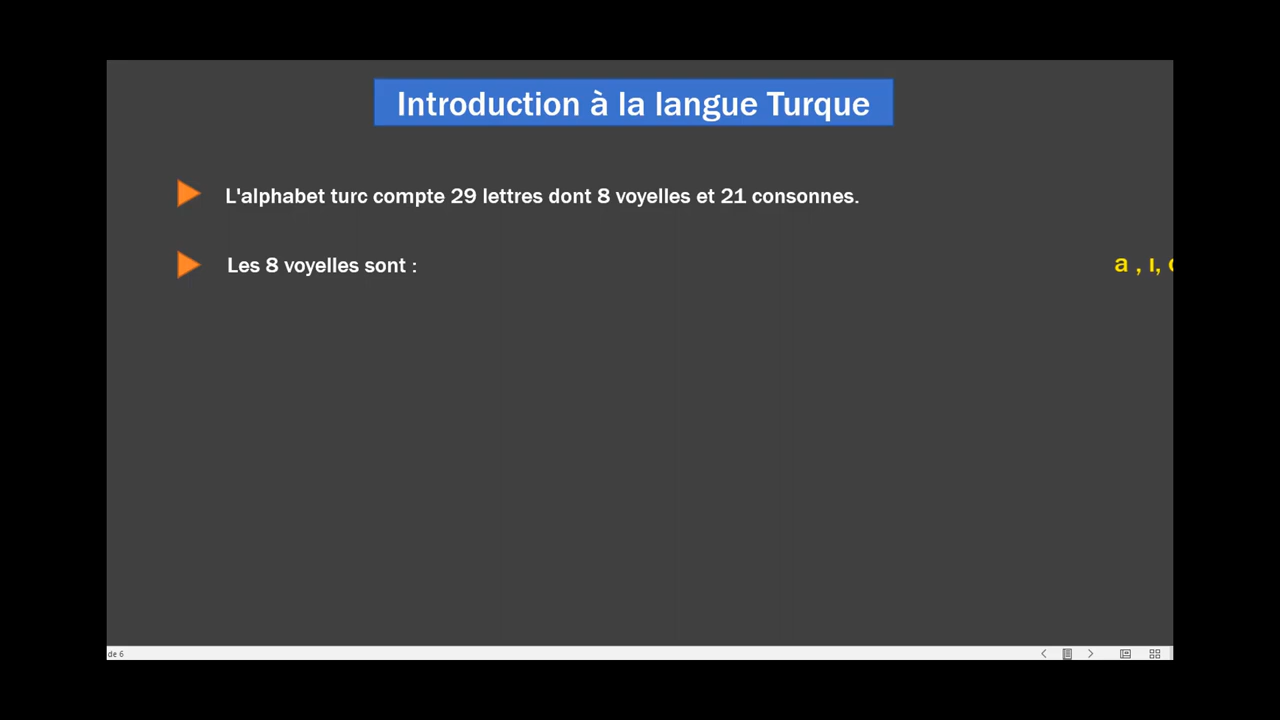 Introduction à la langue Turque
L'alphabet turc compte 29 lettres dont 8 voyelles et 21 consonnes.
Les 8 voyelles sont : a , ı,
de 6